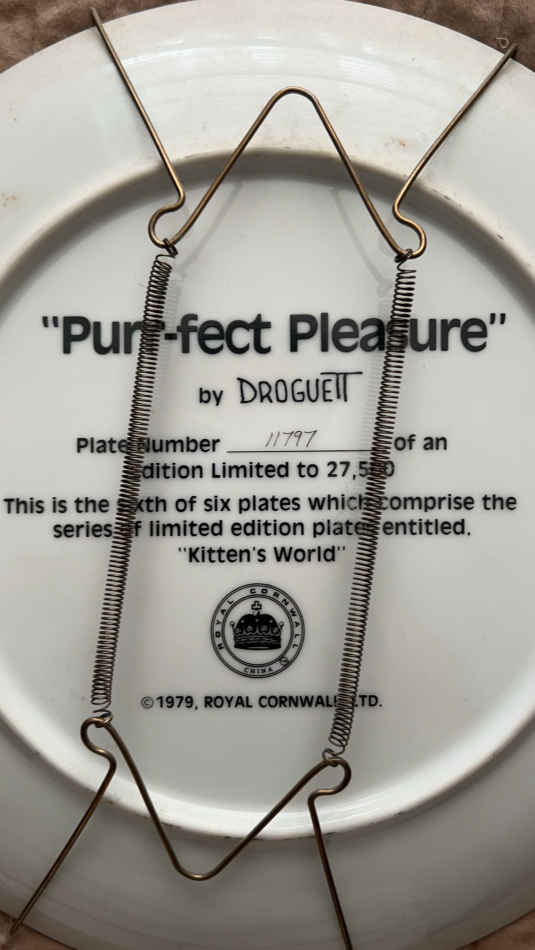 "Purr-fect Pleasure"
by DROGUETT
Plate Number 11797 of an
Edition Limited to 27,500
This is the sixth of six plates which comprise the
series of limited edition plates entitled,
"Kitten's World"
ROYAL CORNWALL
CHINA
©1979, ROYAL CORNWALL LTD.